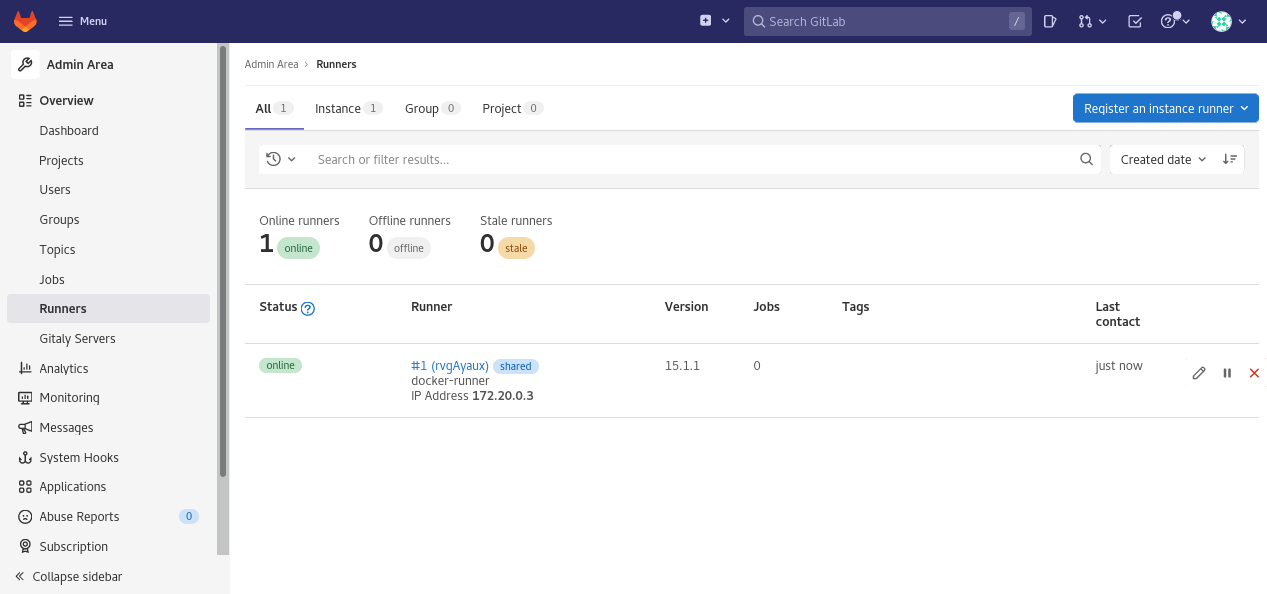 Menu
Search GitLab
/
Admin Area
Overview
Dashboard
Projects
Users
Groups
Topics
Jobs
Runners
Gitaly Servers
Analytics
Monitoring
Messages
System Hooks
Applications
Abuse Reports 0
Subscription
Collapse sidebar
Admin Area > Runners
All 1 Instance 1 Group 0 Project 0
Register an instance runner
Search or filter results...
Created date
Online runners Offline runners Stale runners
1 online 0 offline 0 stale
Status ? Runner Version Jobs Tags Last
contact
online #1 (rvgAyaux) shared 15.1.1 0 just now
docker-runner
IP Address 172.20.0.3